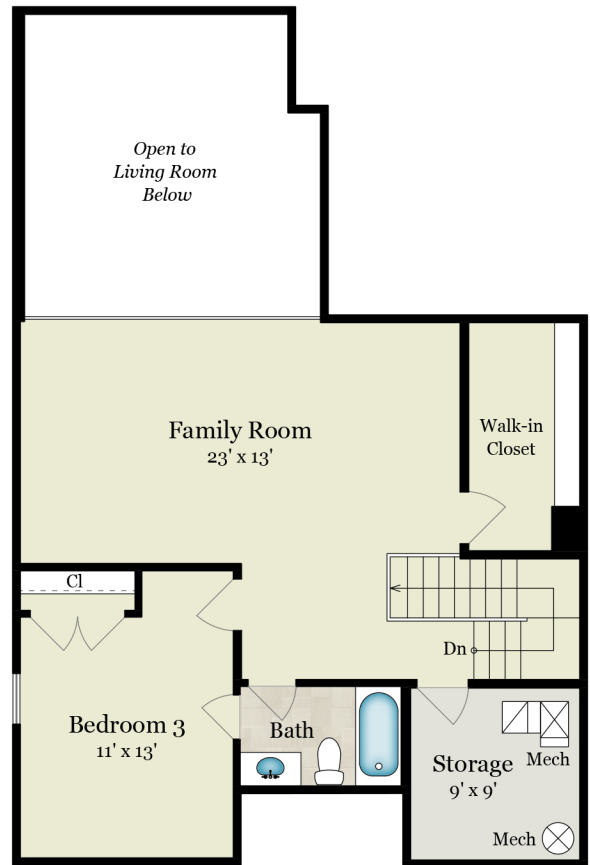 Open to
Living Room
Below
Family Room
23' x 13'
Walk-in
Closet
Cl
Dn
Bedroom 3
11' x 13'
Bath
Storage
9' x 9'
Mech
Mech